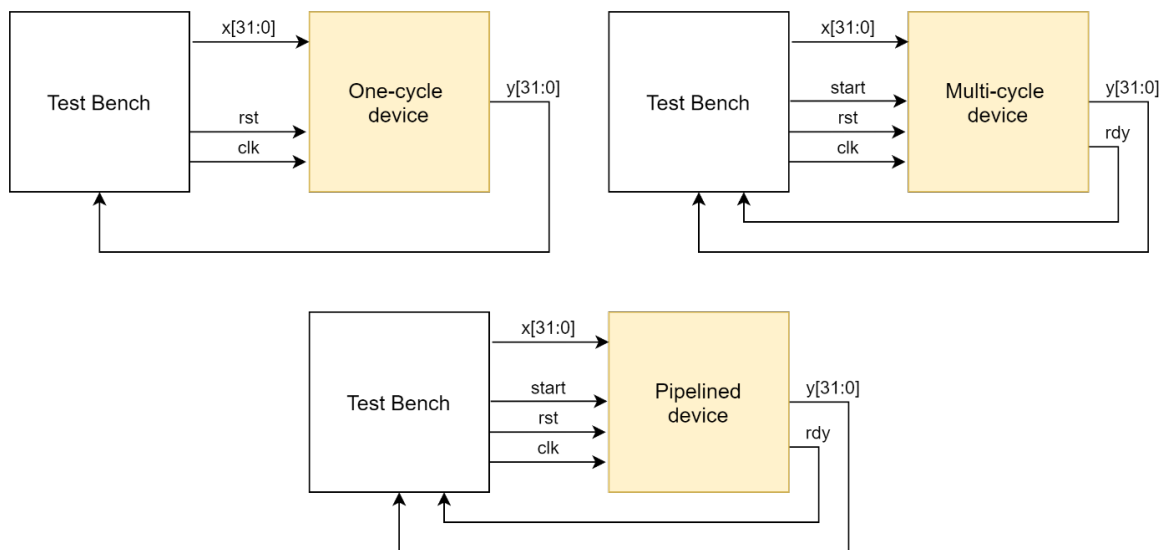 x[31:0]
Test Bench
One-cycle
device
y[31:0]
rst
clk
x[31:0]
Test Bench
start
Multi-cycle
device
y[31:0]
rst
rdy
clk
x[31:0]
Test Bench
start
Pipelined
device
y[31:0]
rst
rdy
clk